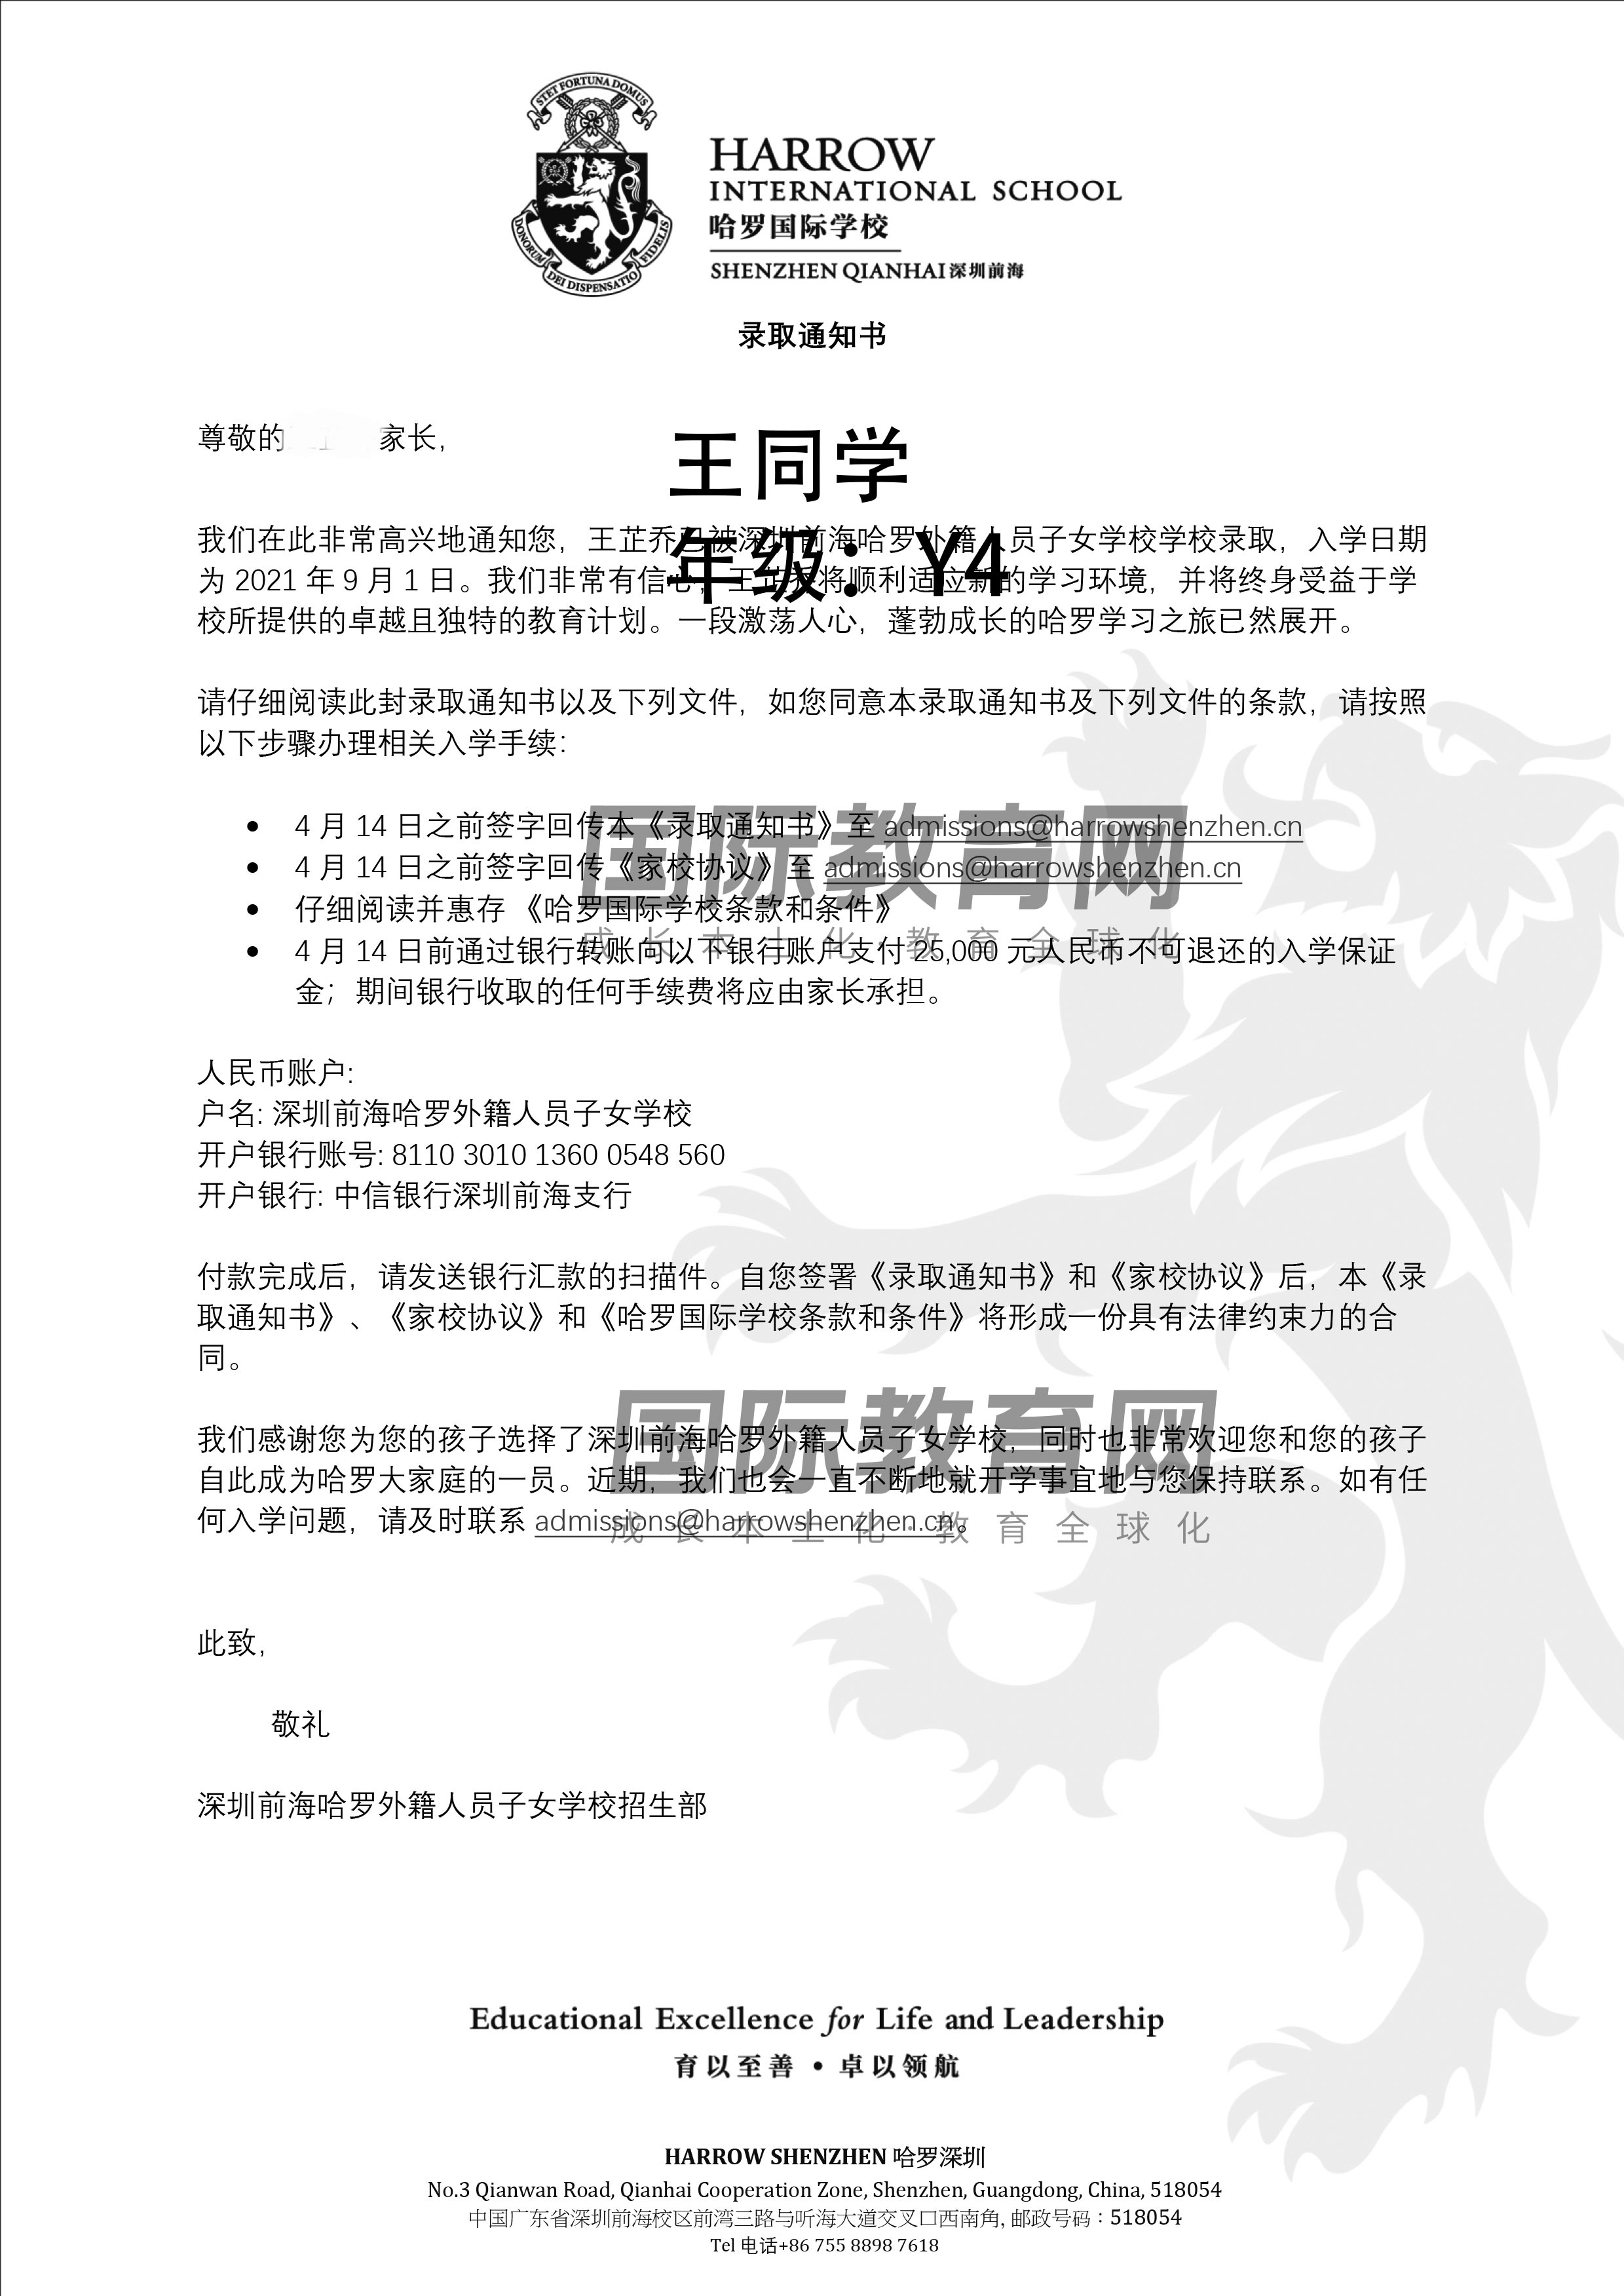 STET FORTUNA DOMUS
DONORUM DEI DISPENSATIO FIDELIS
HARROW
INTERNATIONAL SCHOOL
哈罗国际学校
SHENZHEN QIANHAI 深圳前海
录取通知书
尊敬的 家长，
王同学
年级：Y4
我们在此非常高兴地通知您，王芷乔已被深圳前海哈罗外籍人员子女学校学校录取，入学日期
为 2021 年 9 月 1 日。我们非常有信心，王芷乔将顺利适应新的学习环境，并将终身受益于学
校所提供的卓越且独特的教育计划。一段激荡人心，蓬勃成长的哈罗学习之旅已然展开。
请仔细阅读此封录取通知书以及下列文件，如您同意本录取通知书及下列文件的条款，请按照
以下步骤办理相关入学手续：
• 4 月 14 日之前签字回传本《录取通知书》至 admissions@harrowshenzhen.cn
• 4 月 14 日之前签字回传《家校协议》至 admissions@harrowshenzhen.cn
• 仔细阅读并惠存 《哈罗国际学校条款和条件》
• 4 月 14 日前通过银行转账向以下银行账户支付 25,000 元人民币不可退还的入学保证
金；期间银行收取的任何手续费将应由家长承担。
国际教育网
成长本土化·教育全球化
人民币账户:
户名: 深圳前海哈罗外籍人员子女学校
开户银行账号: 8110 3010 1360 0548 560
开户银行: 中信银行深圳前海支行
付款完成后，请发送银行汇款的扫描件。自您签署《录取通知书》和《家校协议》后，本《录
取通知书》、《家校协议》和《哈罗国际学校条款和条件》将形成一份具有法律约束力的合
同。
我们感谢您为您的孩子选择了深圳前海哈罗外籍人员子女学校，同时也非常欢迎您和您的孩子
自此成为哈罗大家庭的一员。近期，我们也会一直不断地就开学事宜地与您保持联系。如有任
何入学问题，请及时联系 admissions@harrowshenzhen.cn。
国际教育网
成长本土化·教育全球化
此致，
敬礼
深圳前海哈罗外籍人员子女学校招生部
Educational Excellence for Life and Leadership
育以至善 • 卓以领航
HARROW SHENZHEN 哈罗深圳
No.3 Qianwan Road, Qianhai Cooperation Zone, Shenzhen, Guangdong, China, 518054
中国广东省深圳前海校区前湾三路与听海大道交叉口西南角, 邮政号码：518054
Tel 电话+86 755 8898 7618